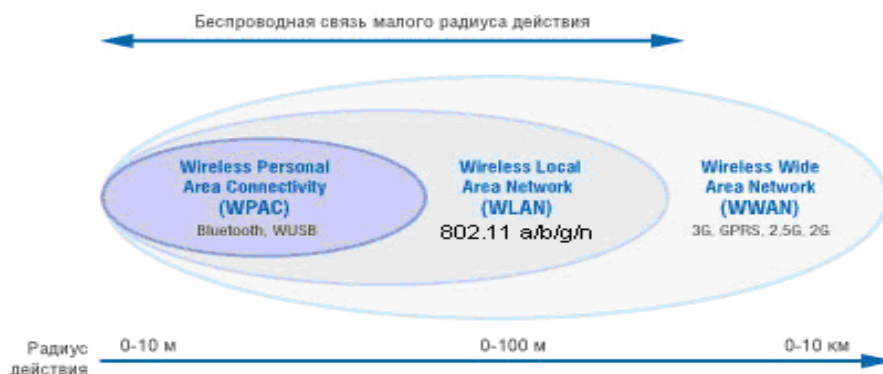 Беспроводная связь малого радиуса действия
Wireless Personal
Area Connectivity
(WPAC)
Bluetooth, WUSB
Wireless Local
Area Network
(WLAN)
802.11 a/b/g/n
Wireless Wide
Area Network
(WWAN)
3G, GPRS, 2,5G, 2G
Радиус
действия
0-10 м
0-100 м
0-10 км